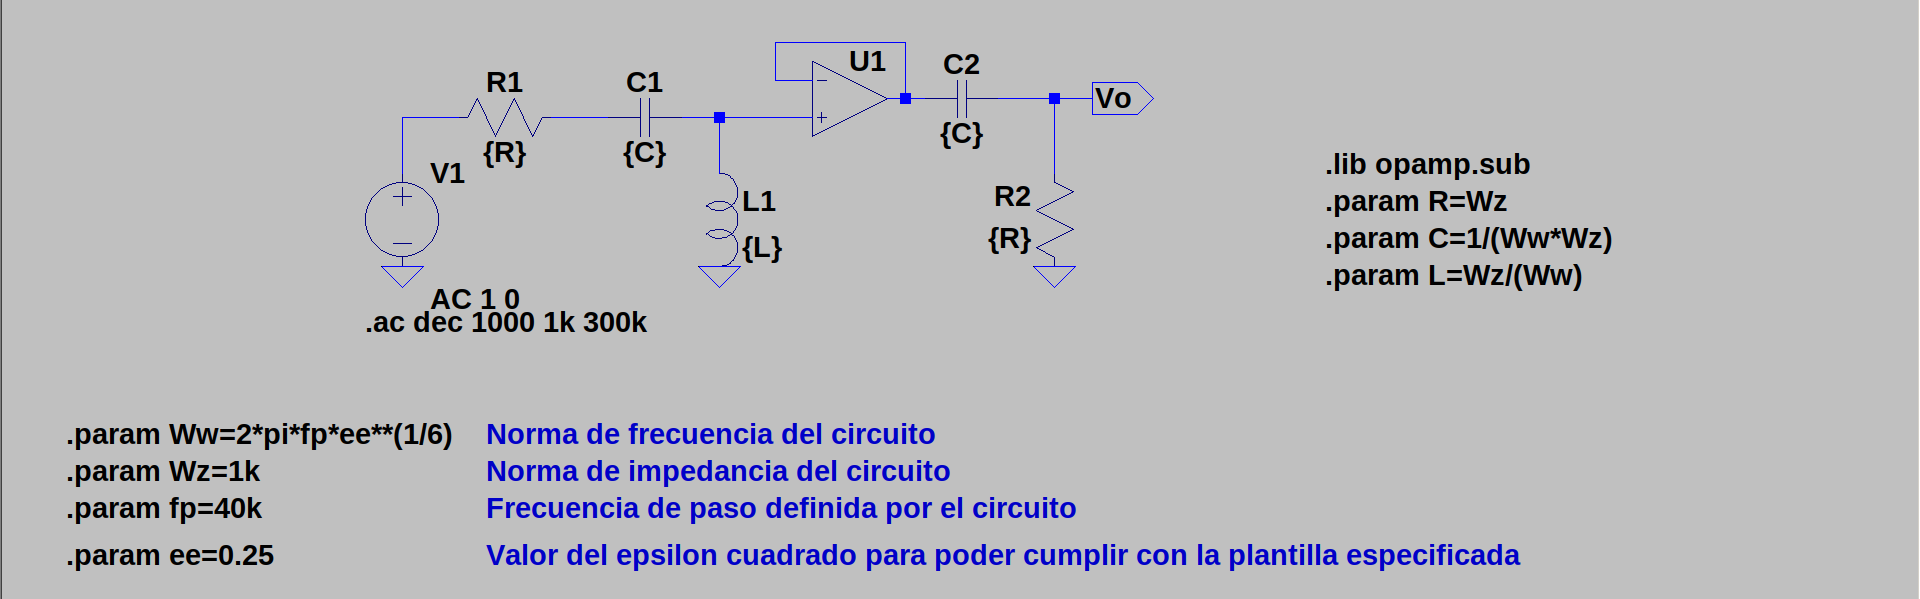 U1
R1
C1
C2
Vo
{R}
{C}
{C}
V1
L1
{L}
R2
{R}
AC 1 0
.ac dec 1000 1k 300k
.lib opamp.sub
.param R=Wz
.param C=1/(Ww*Wz)
.param L=Wz/(Ww)
.param Ww=2*pi*fp*ee**(1/6) Norma de frecuencia del circuito
.param Wz=1k Norma de impedancia del circuito
.param fp=40k Frecuencia de paso definida por el circuito
.param ee=0.25 Valor del epsilon cuadrado para poder cumplir con la plantilla especificada